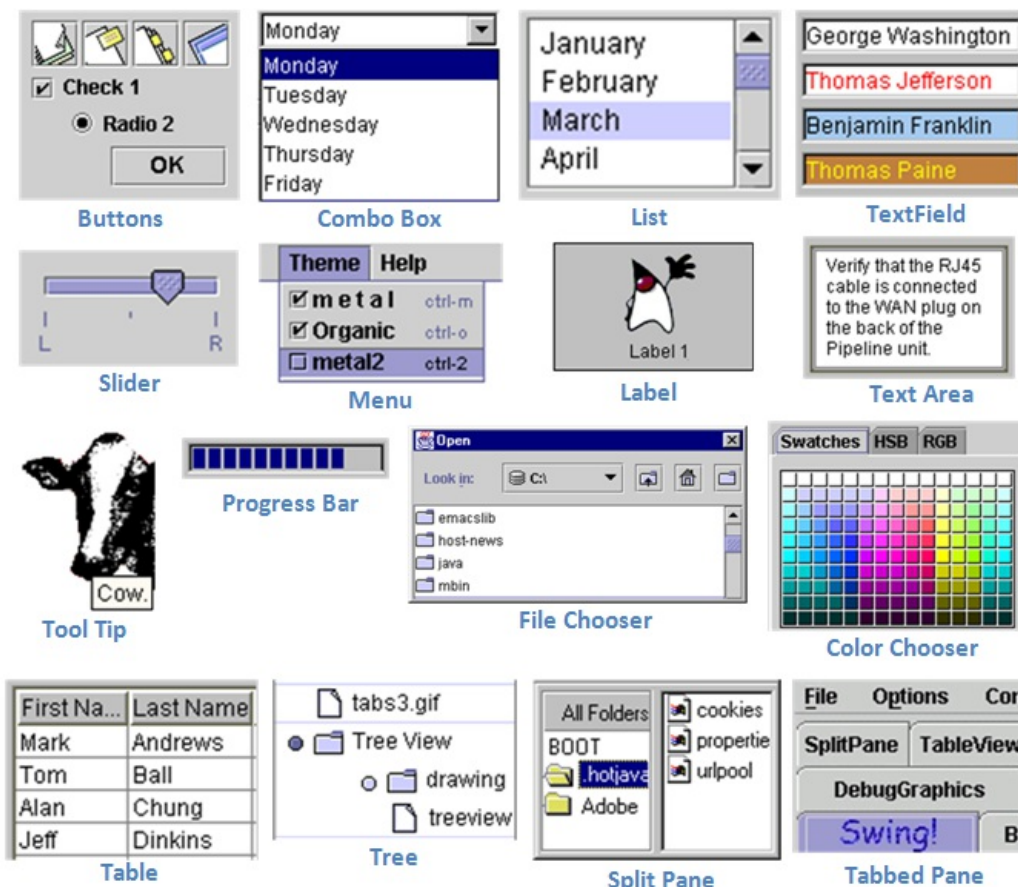 Check 1
Radio 2
OK
Buttons
Monday
Monday
Tuesday
Wednesday
Thursday
Friday
Combo Box
January
February
March
April
List
George Washington
Thomas Jefferson
Benjamin Franklin
Thomas Paine
TextField
L R
Slider
Theme Help
metal ctrl-m
Organic ctrl-o
metal2 ctrl-2
Menu
Label 1
Label
Verify that the RJ45
cable is connected
to the WAN plug on
the back of the
Pipeline unit.
Text Area
Cow.
Tool Tip
Progress Bar
Open
Look in: C:\
emacslib
host-news
java
mbin
File Chooser
Swatches HSB RGB
Color Chooser
First Na... Last Name
Mark Andrews
Tom Ball
Alan Chung
Jeff Dinkins
Table
tabs3.gif
Tree View
drawing
treeview
Tree
All Folders
BOOT
.hotjava
Adobe
cookies
propertie
urlpool
Split Pane
File Options Con
SplitPane TableView
DebugGraphics
Swing! B
Tabbed Pane